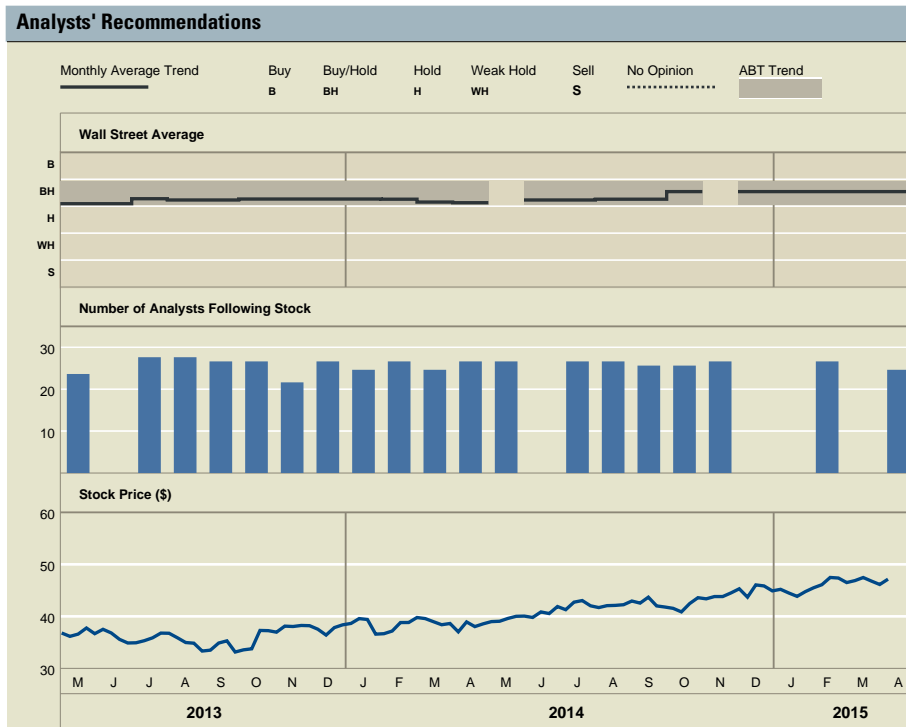 Analysts' Recommendations
Monthly Average Trend Buy Buy/Hold Hold Weak Hold Sell No Opinion ABT Trend
B BH H WH S
Wall Street Average
B
BH
H
WH
S
Number of Analysts Following Stock
30
20
10
Stock Price ($)
60
50
40
30
M J J A S O N D J F M A M J J A S O N D J F M A
2013 2014 2015